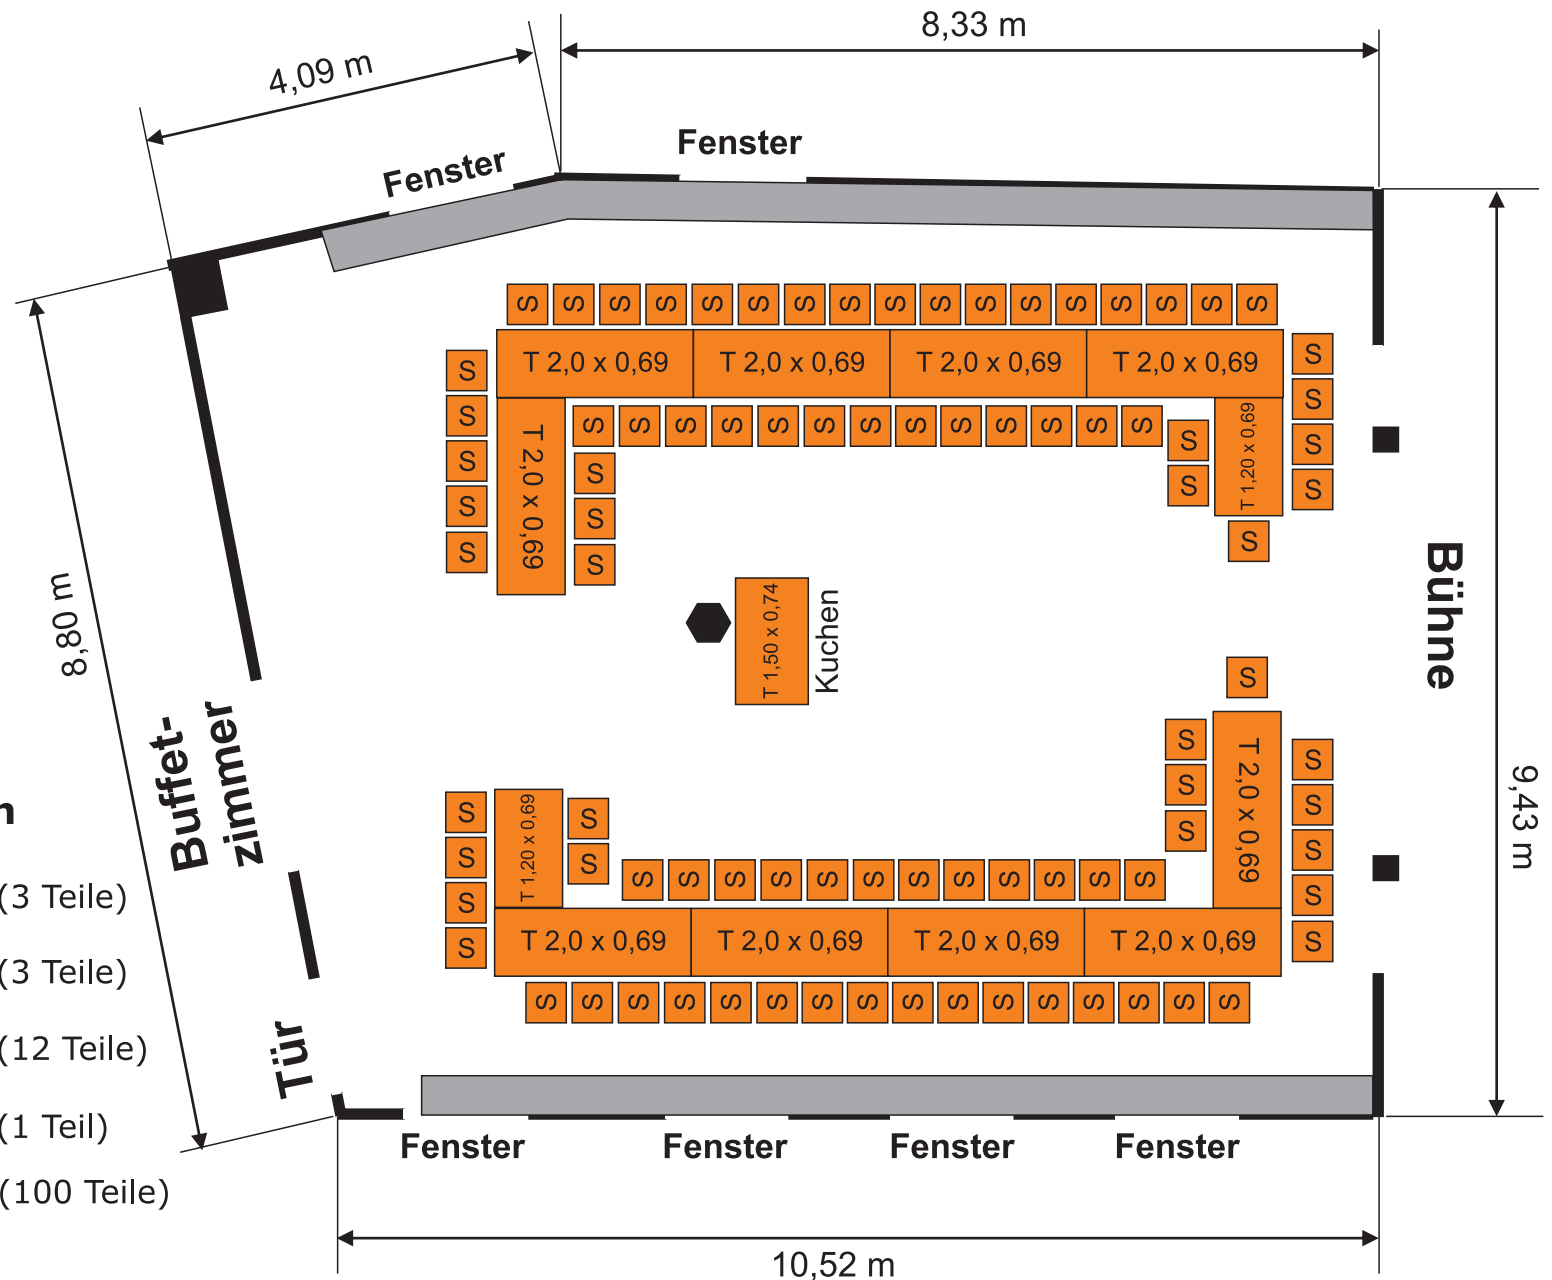 8,33 m
4,09 m
Fenster
Fenster
S S S S S S S S S S S S S S S S S
T 2,0 x 0,69 T 2,0 x 0,69 T 2,0 x 0,69 T 2,0 x 0,69
S S S S S
S S S S
S S S S S S S S S S S S S
T 2,0 x 0,69
S S S
S S
T 1,20 x 0,69
S
T 1,50 x 0,74
Kuchen
Bühne
8,80 m
9,43 m
Buffet-
zimmer
S
S S S
T 2,0 x 0,69
S S S S S
S S S S
T 1,20 x 0,69
S S
S S S S S S S S S S S S
T 2,0 x 0,69 T 2,0 x 0,69 T 2,0 x 0,69 T 2,0 x 0,69
S S S S S S S S S S S S S S S S
n
(3 Teile)
(3 Teile)
(12 Teile)
(1 Teil)
(100 Teile)
Tür
Fenster Fenster Fenster Fenster
10,52 m